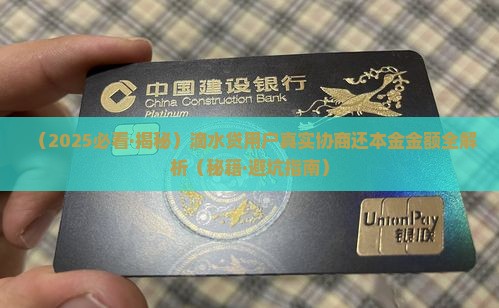 中国建设银行
China Construction Bank
Platinum
（2025必看·揭秘）滴水贷用户真实协商还本金金额全解
析（秘籍·避坑指南）
UnionPay
银联